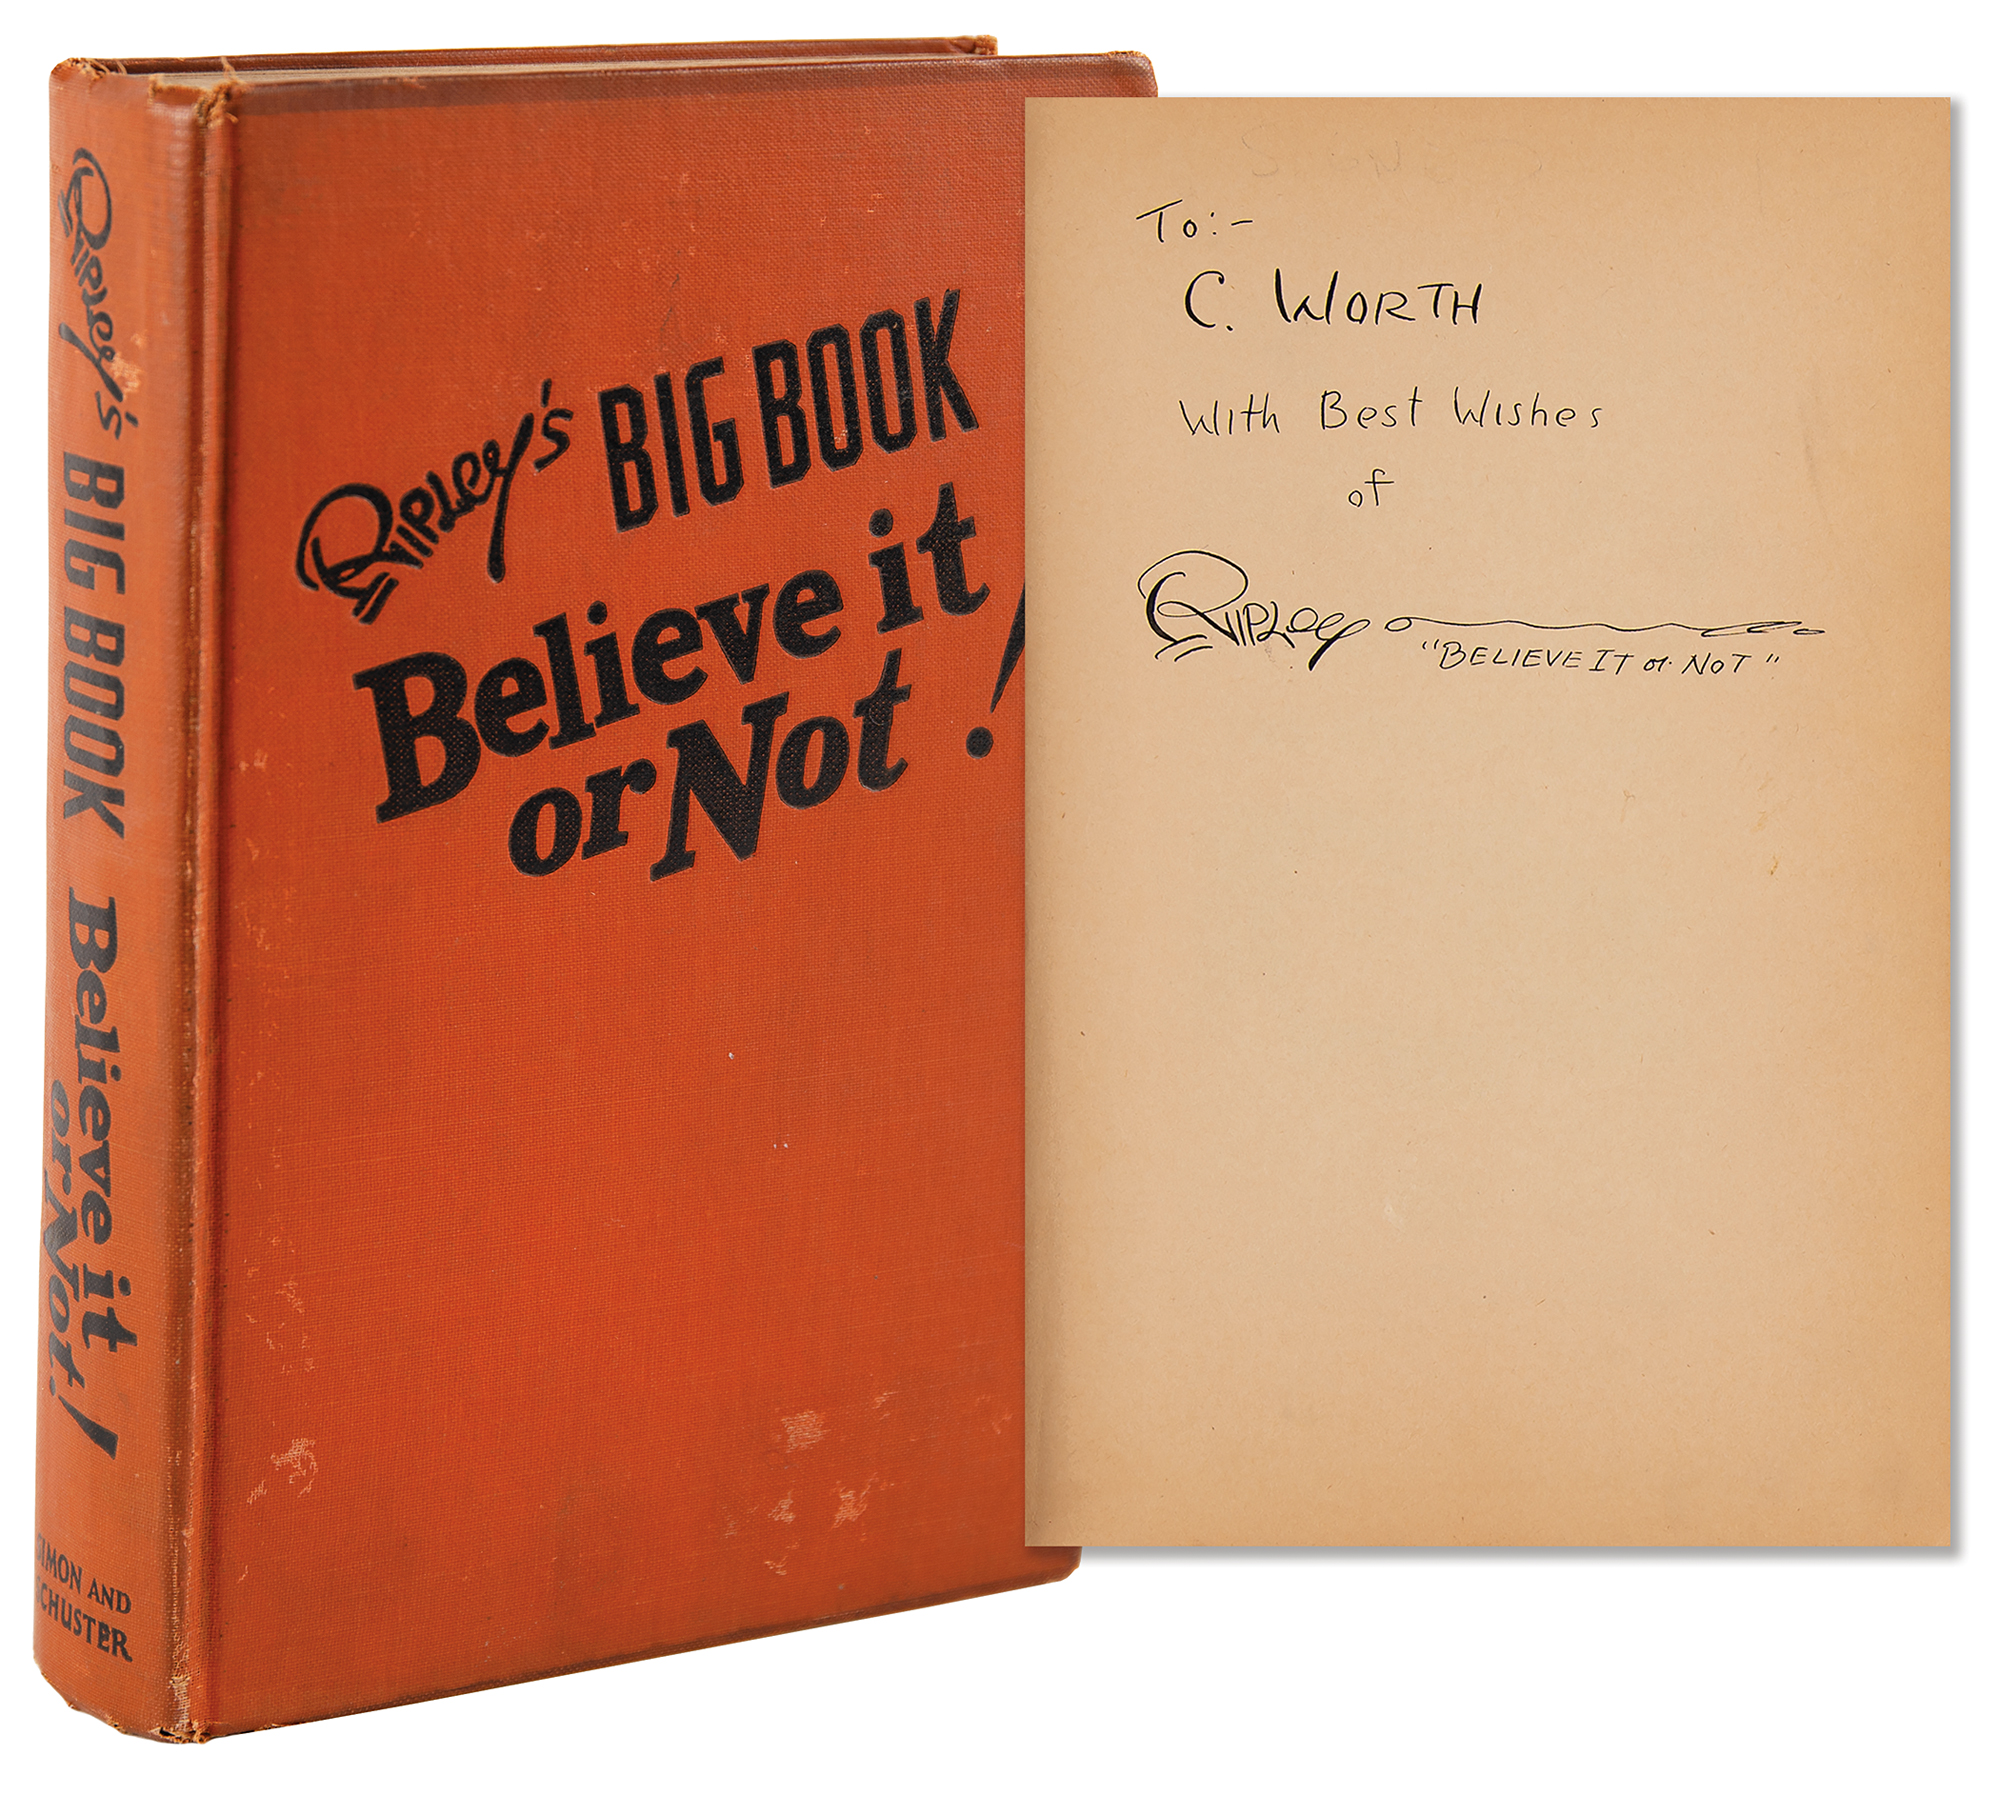 Ripley's BIG BOOK Believe it or Not!
SIMON AND
SCHUSTER
Ripley's BIG BOOK
Believe it
or Not!
To:-
C. WORTH
With Best Wishes
of
Ripley
"BELIEVE IT or NOT"